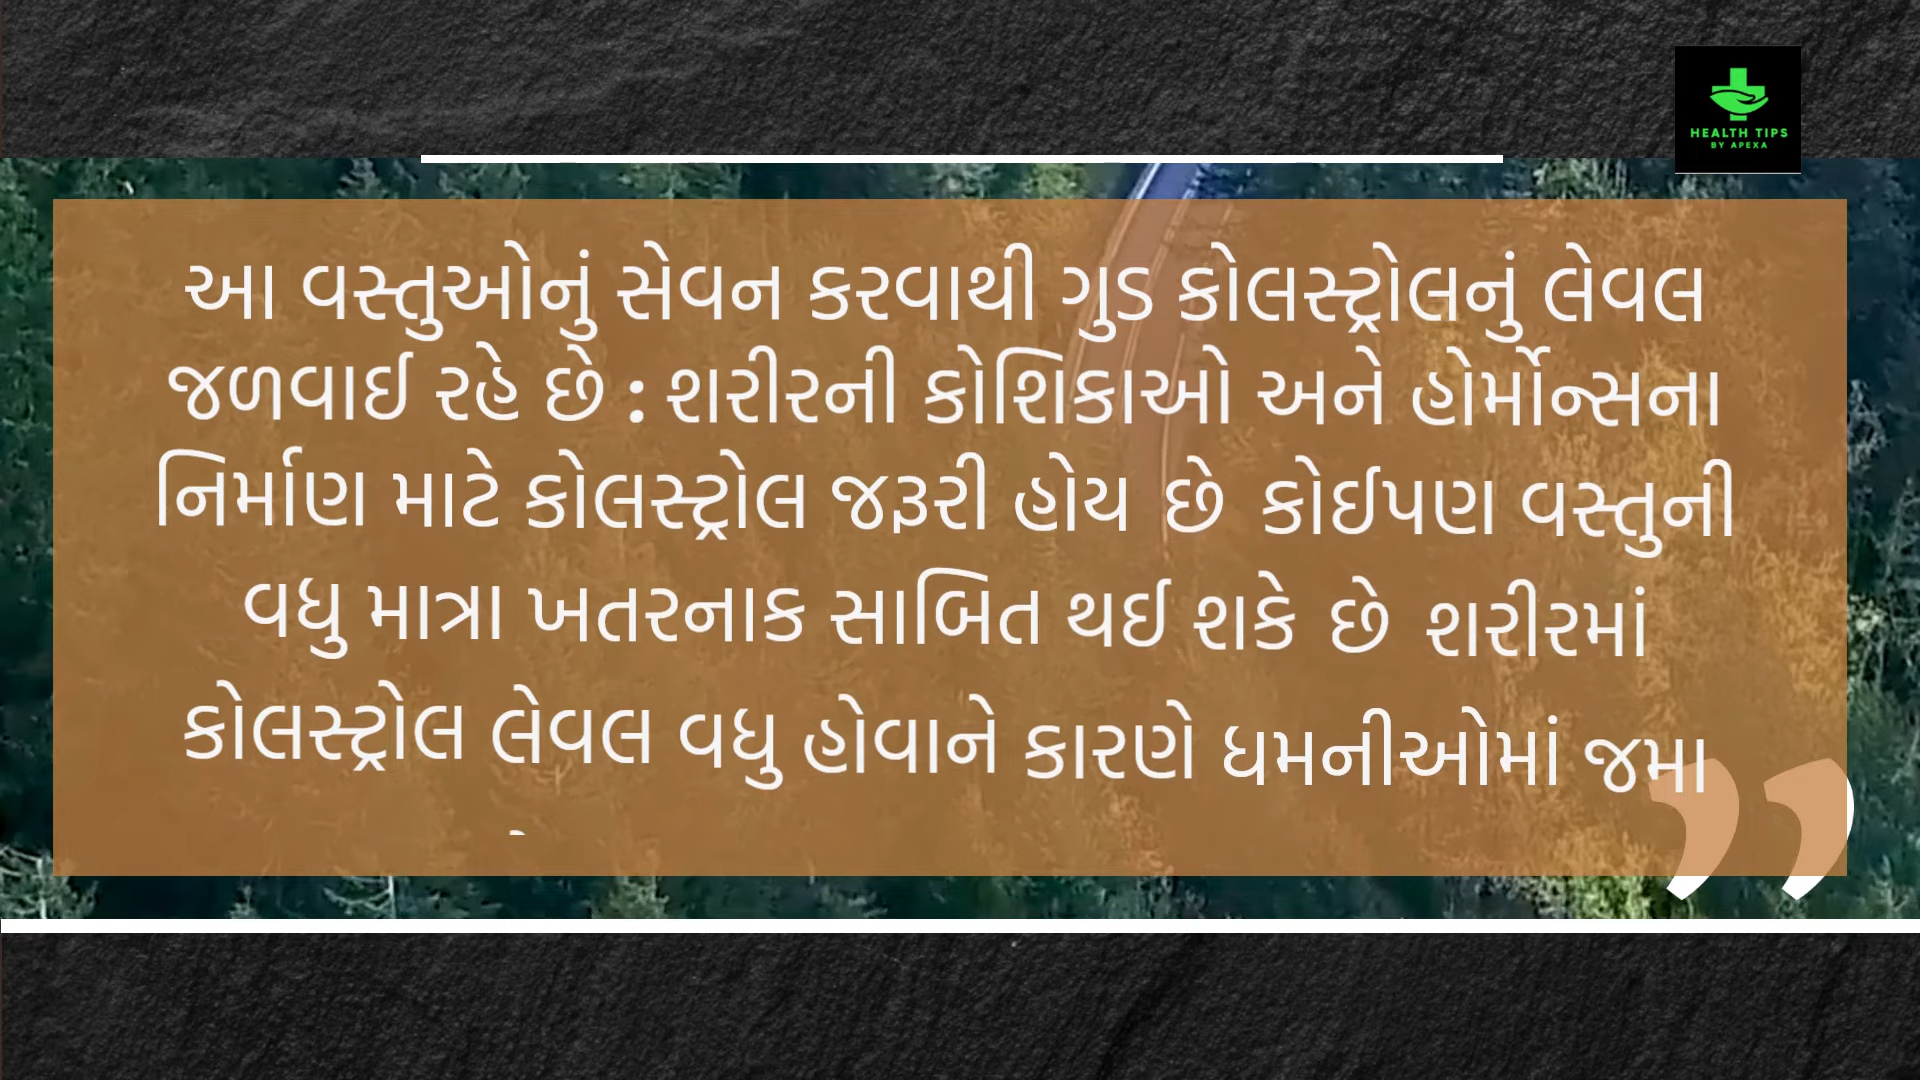 HEALTH TIPS
BY APEXA
આ વસ્તુઓનું સેવન કરવાથી ગુડ કોલસ્ટ્રોલનું લેવલ
જળવાઈ રહે છે : શરીરની કોશિકાઓ અને હોર્મોન્સના
નિર્માણ માટે કોલસ્ટ્રોલ જરૂરી હોય છે કોઈપણ વસ્તુની
વધુ માત્રા ખતરનાક સાબિત થઈ શકે છે શરીરમાં
કોલસ્ટ્રોલ લેવલ વધુ હોવાને કારણે ધમનીઓમાં જમા
”